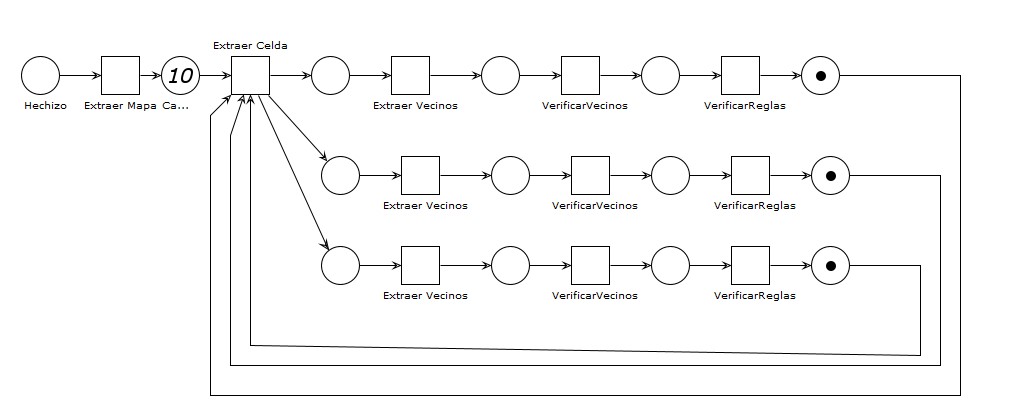 Extraer Celda
10
Hechizo
Extraer Mapa
Ca...
Extraer Vecinos
VerificarVecinos
VerificarReglas
Extraer Vecinos
VerificarVecinos
VerificarReglas
Extraer Vecinos
VerificarVecinos
VerificarReglas